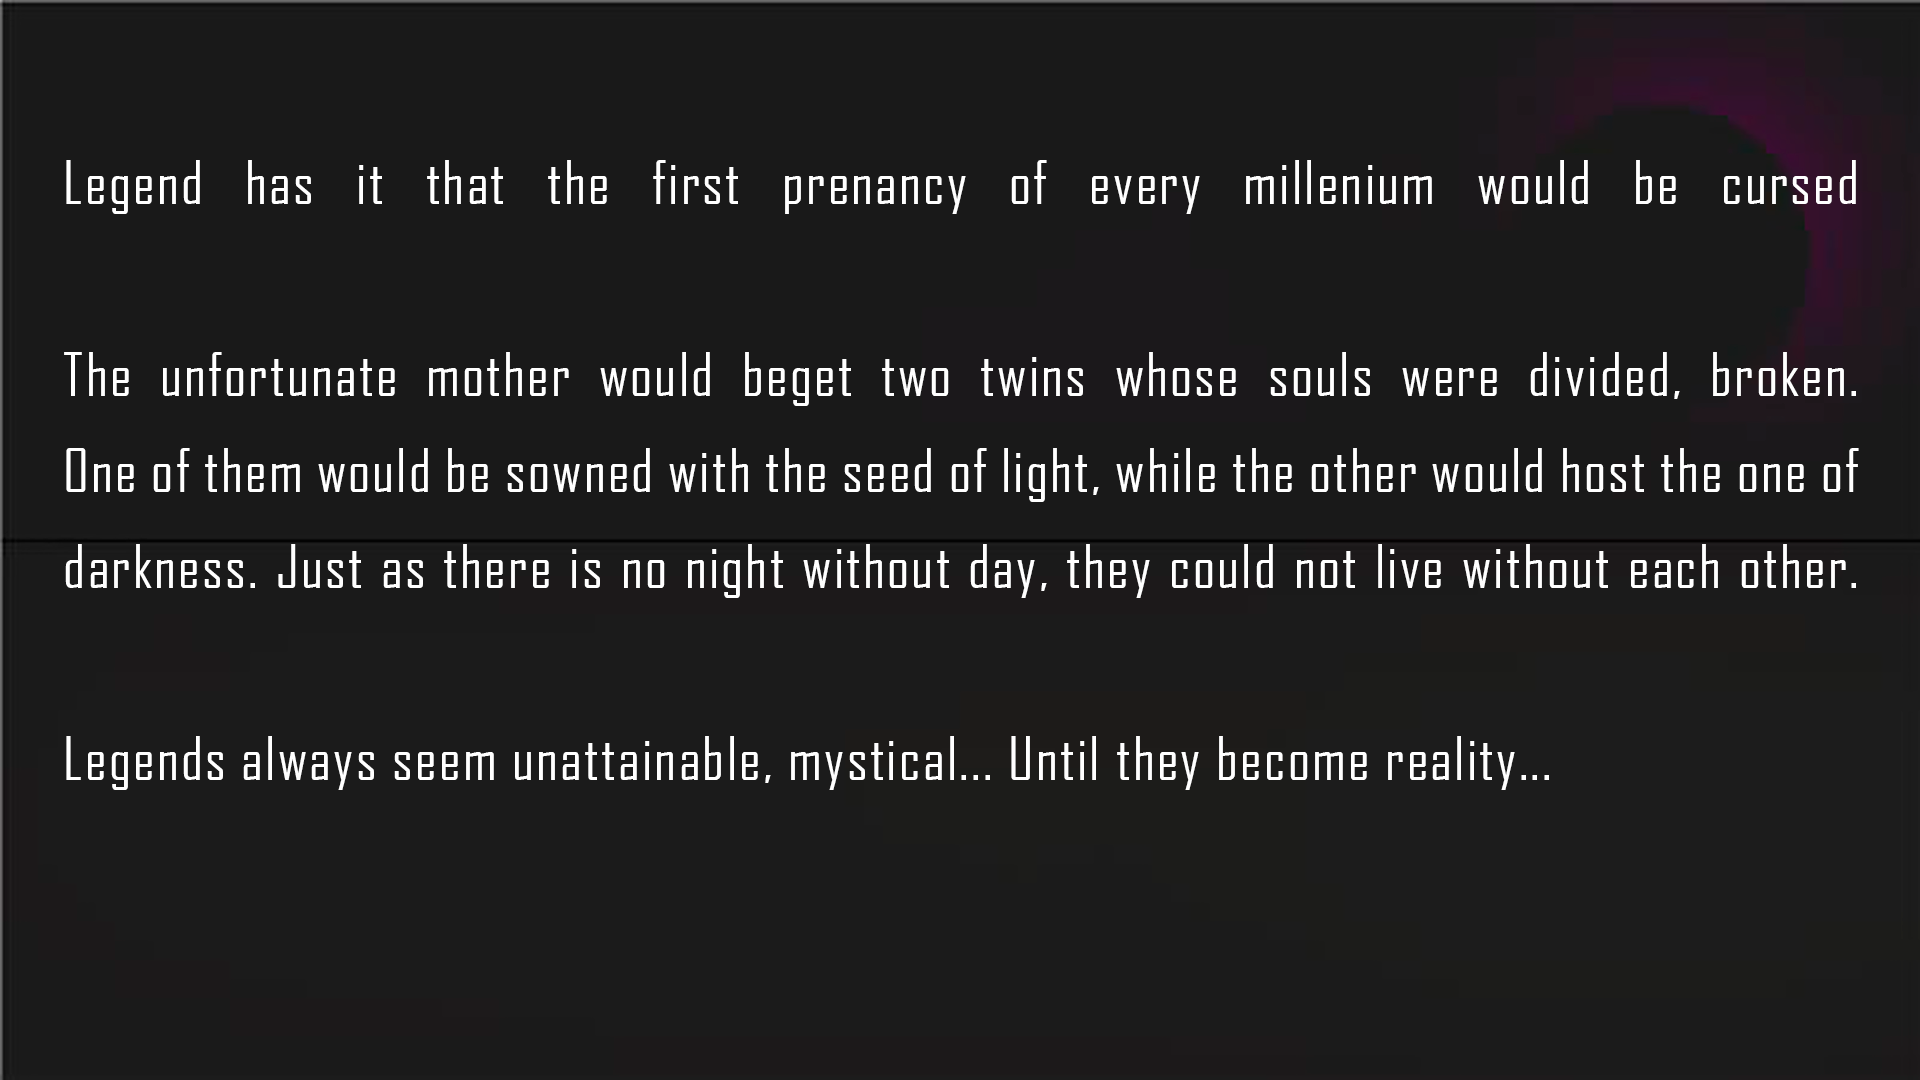 Legend has it that the first prenancy of every millenium would be cursed
The unfortunate mother would beget two twins whose souls were divided, broken.
One of them would be sowned with the seed of light, while the other would host the one of
darkness. Just as there is no night without day, they could not live without each other.
Legends always seem unattainable, mystical... Until they become reality...